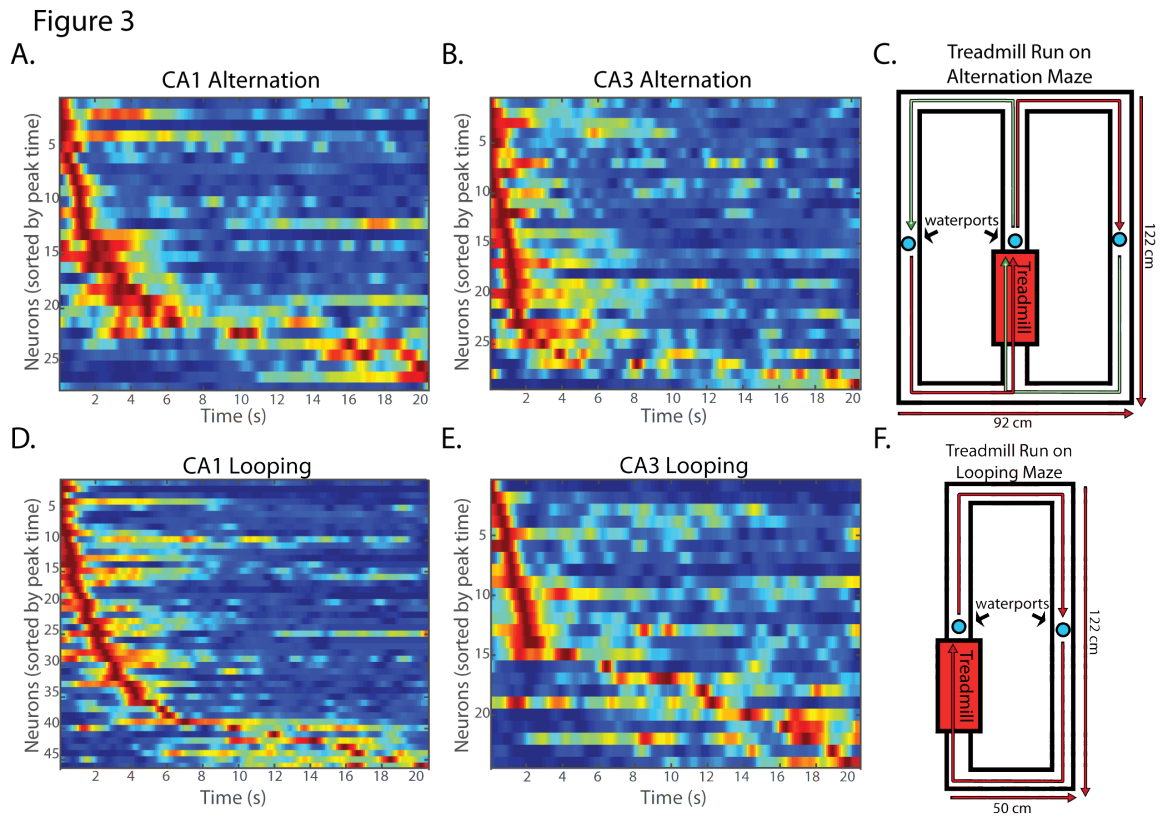 Figure 3
A.
CA1 Alternation
Neurons (sorted by peak time)
5
10
15
20
25
2 4 6 8 10 12 14 16 18 20
Time (s)
B.
CA3 Alternation
Neurons (sorted by peak time)
5
10
15
20
25
2 4 6 8 10 12 14 16 18 20
Time (s)
C.
Treadmill Run on
Alternation Maze
waterports
Treadmill
122 cm
92 cm
D.
CA1 Looping
Neurons (sorted by peak time)
5
10
15
20
25
30
35
40
45
2 4 6 8 10 12 14 16 18 20
Time (s)
E.
CA3 Looping
Neurons (sorted by peak time)
5
10
15
20
2 4 6 8 10 12 14 16 18 20
Time (s)
F.
Treadmill Run on
Looping Maze
waterports
Treadmill
122 cm
50 cm